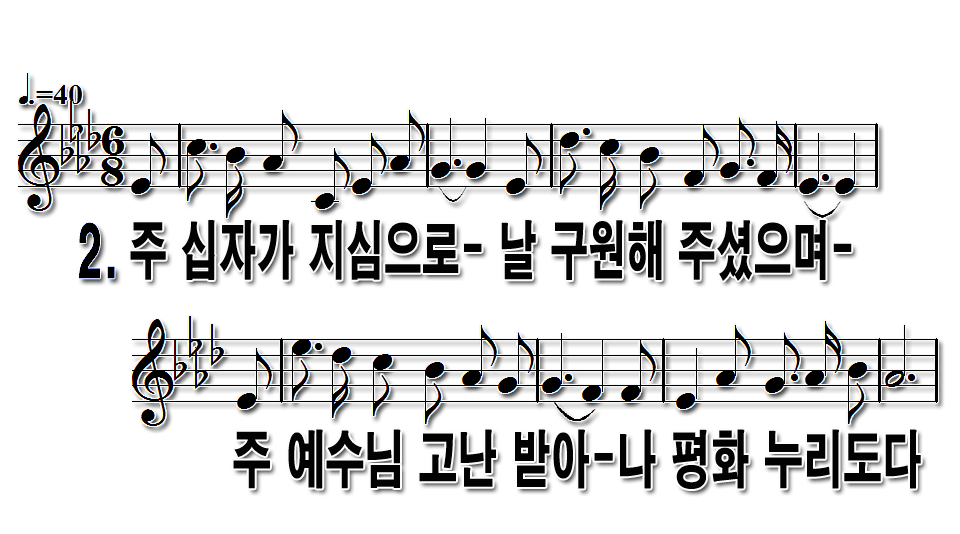 ♩.=40
6
8
2. 주 십자가 지심으로- 날 구원해 주셨으며-
주 예수님 고난 받아-나 평화 누리도다